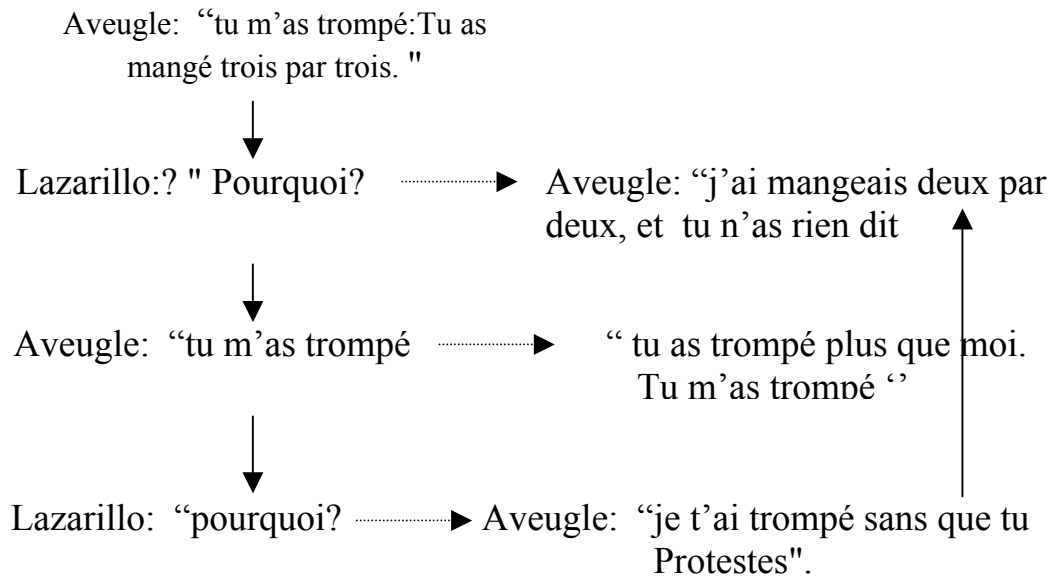 Aveugle: “tu m'as trompé:Tu as
mangé trois par trois. "
Lazarillo:? " Pourquoi?
Aveugle: “j’ai mangeais deux par
deux, et tu n’as rien dit
Aveugle: “tu m’as trompé
“ tu as trompé plus que moi.
Tu m’as trompé ‘’
Lazarillo: “pourquoi?
Aveugle: “je t’ai trompé sans que tu
Protestes".